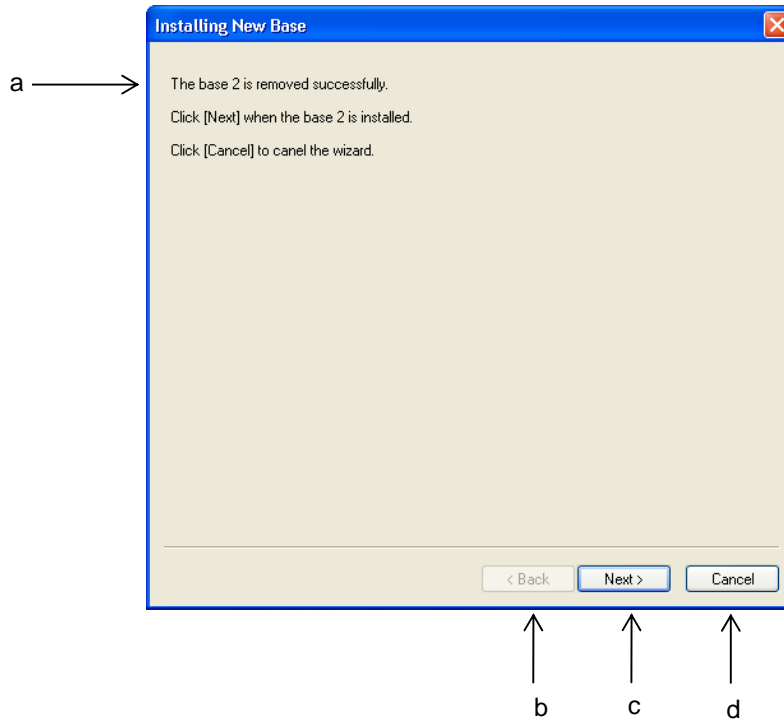 Installing New Base
a
The base 2 is removed successfully.
Click [Next] when the base 2 is installed.
Click [Cancel] to canel the wizard.
< Back
Next >
Cancel
b
c
d